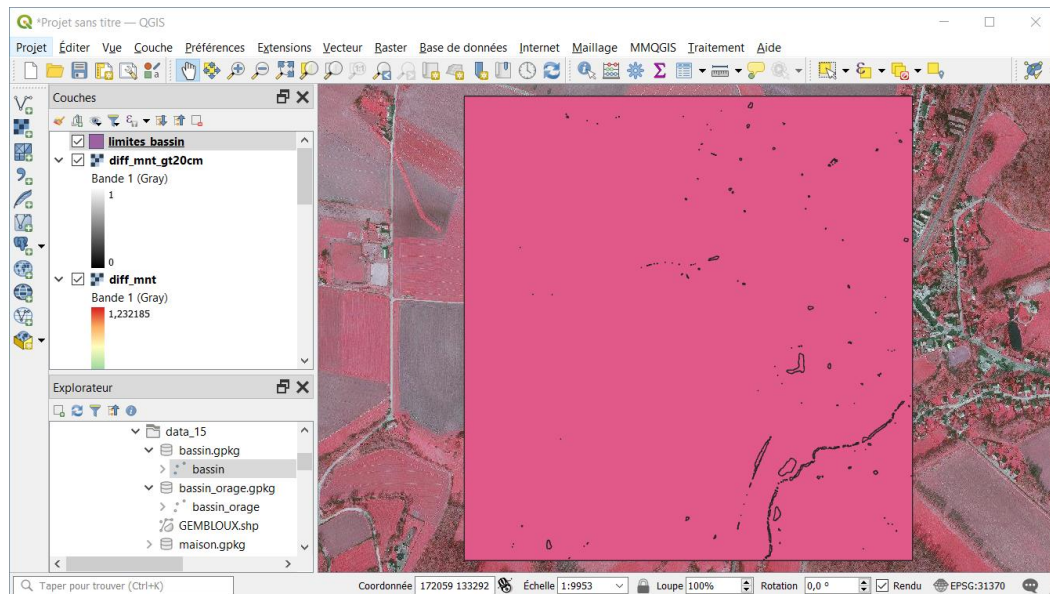 *Projet sans titre — QGIS
Projet Éditer Vue Couche Préférences Extensions Vecteur Raster Base de données Internet Maillage MMQGIS Traitement Aide
Couches
limites_bassin
diff_mnt_gt20cm
Bande 1 (Gray)
1
0
diff_mnt
Bande 1 (Gray)
1,232185
Explorateur
data_15
bassin.gpkg
bassin
bassin_orage.gpkg
bassin_orage
GEMBLOUX.shp
maison.gpkg
Taper pour trouver (Ctrl+K)
Coordonnée 172059 133292 Échelle 1:9953 Loupe 100% Rotation 0,0 ° Rendu EPSG:31370